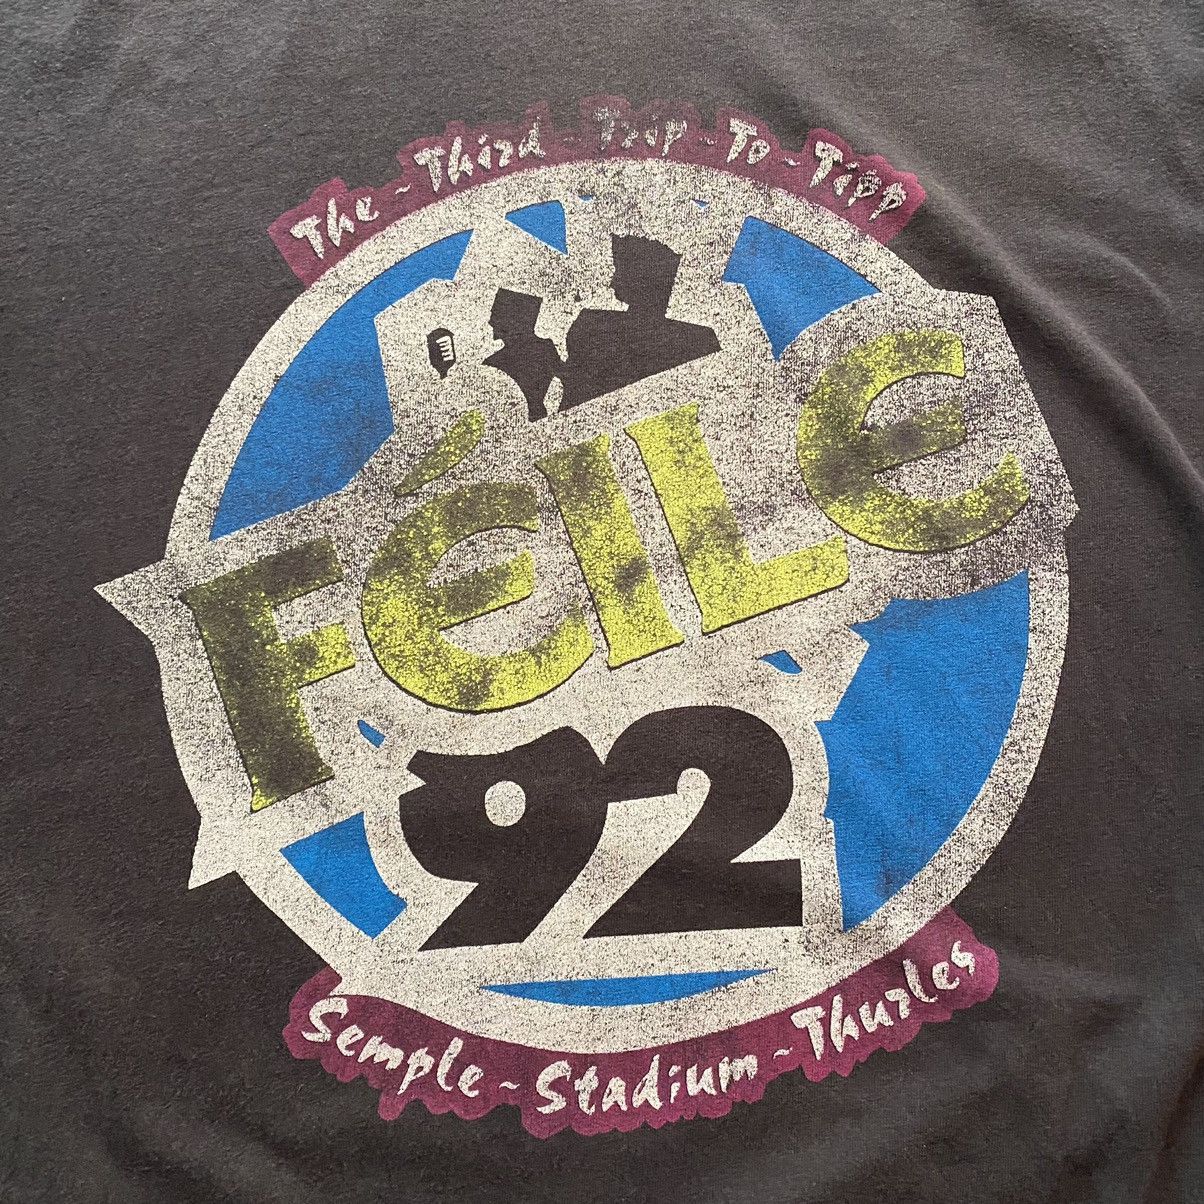 The ~ Third ~ Trip ~ To ~ Tipp
FéILe
92
Semple ~ Stadium ~ Thurles